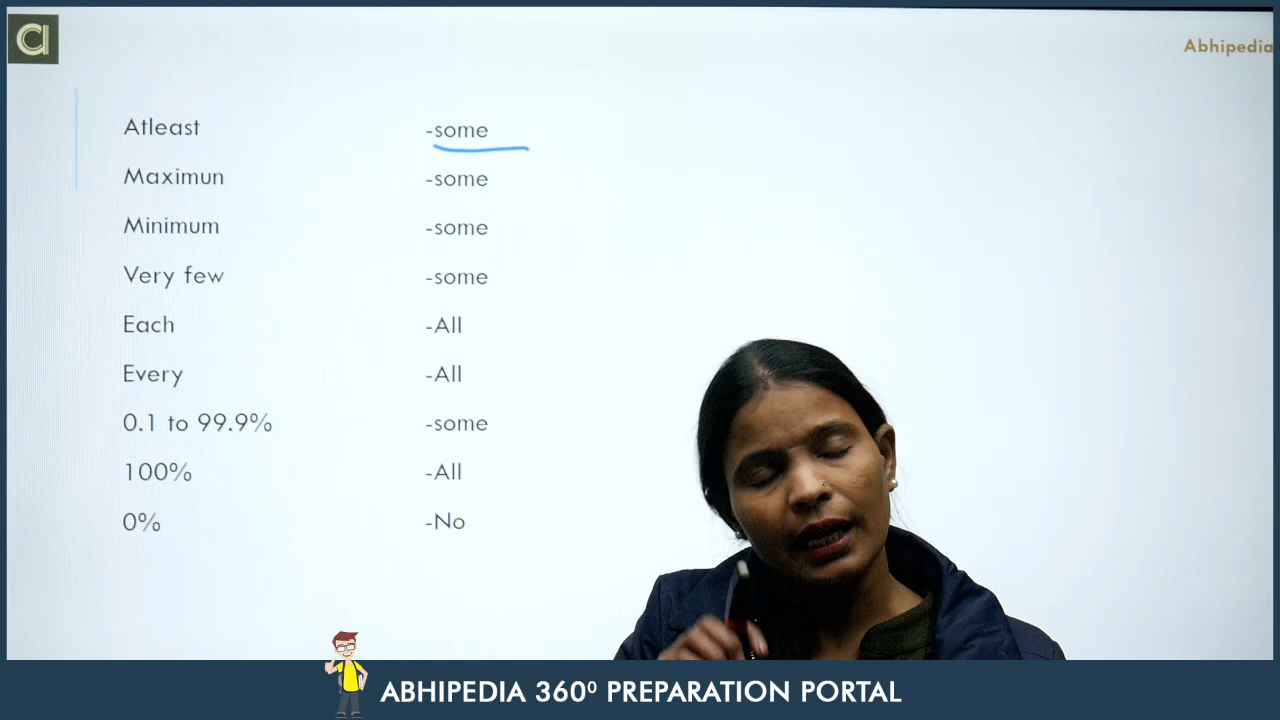 Abhipedia
Atleast -some
Maximun -some
Minimum -some
Very few -some
Each -All
Every -All
0.1 to 99.9% -some
100% -All
0% -No
ABHIPEDIA 360⁰ PREPARATION PORTAL